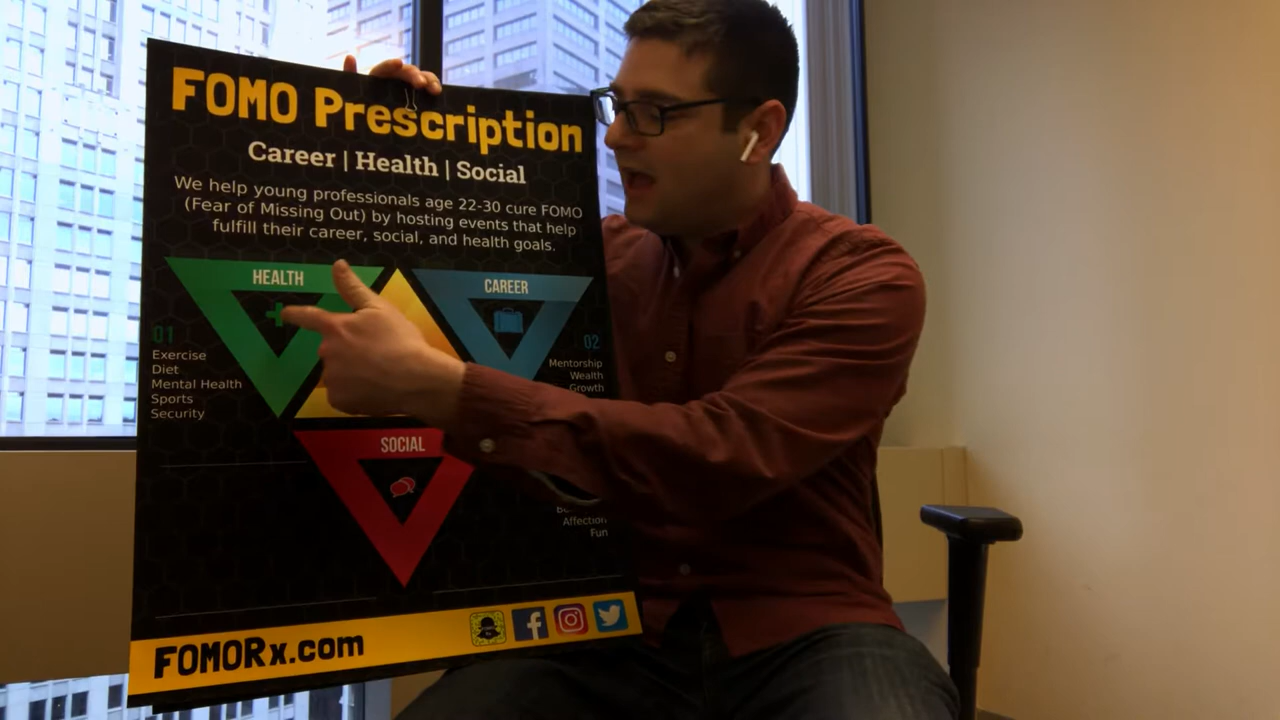 FOMO Prescription
Career | Health | Social
We help young professionals age 22-30 cure FOMO
(Fear of Missing Out) by hosting events that help
fulfill their career, social, and health goals.
HEALTH
CAREER
01
Exercise
Diet
Mental Health
Sports
Security
02
Mentorship
Wealth
Growth
SOCIAL
Affection
Fun
FOMORx.com